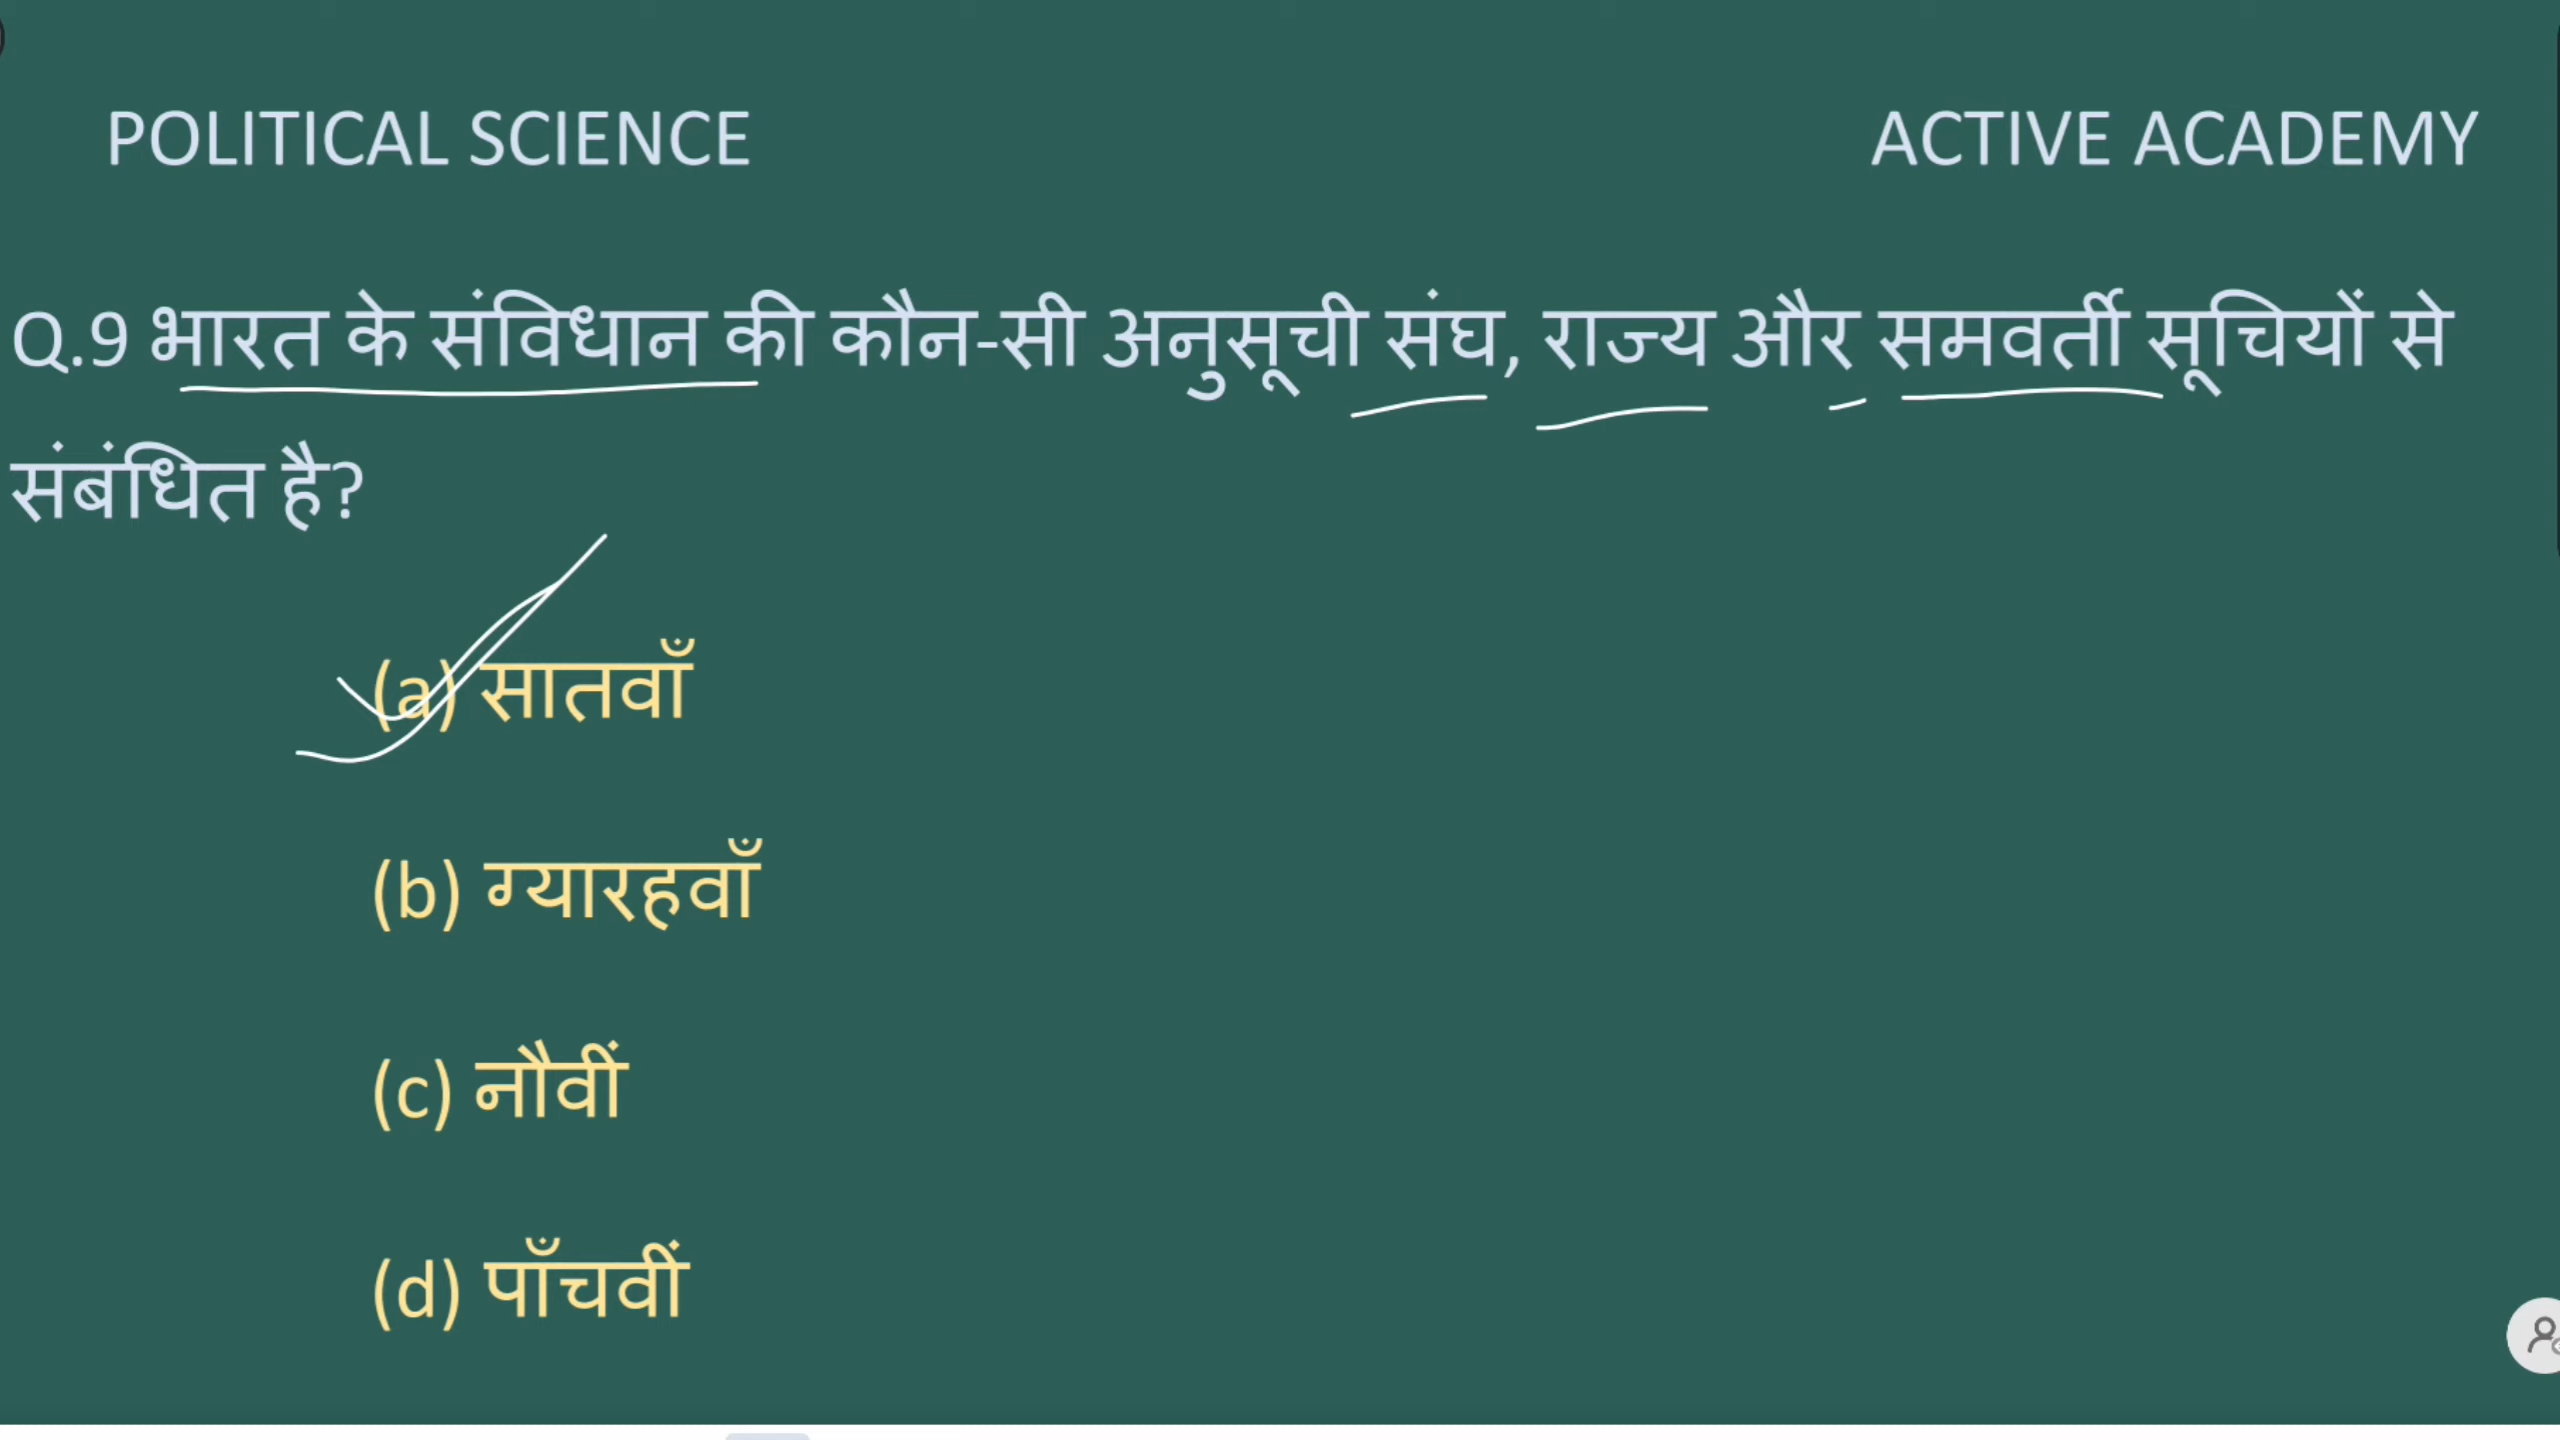 POLITICAL SCIENCE ACTIVE ACADEMY
Q.9 भारत के संविधान की कौन-सी अनुसूची संघ, राज्य और समवर्ती सूचियों से
संबंधित है?
(a) सातवाँ
(b) ग्यारहवाँ
(c) नौवीं
(d) पाँचवीं